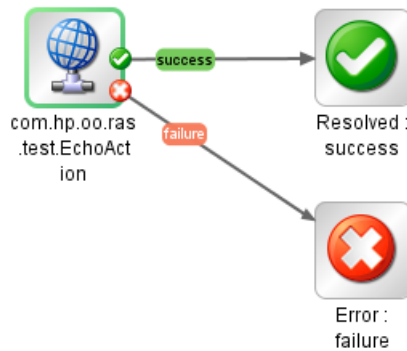 success
com.hp.oo.ras
.test.EchoAct
ion
Resolved :
success
failure
Error :
failure